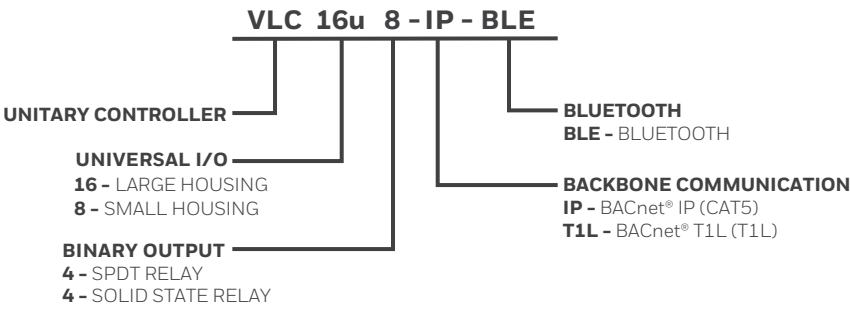 VLC 16u 8 - IP - BLE
UNITARY CONTROLLER
UNIVERSAL I/O
16 - LARGE HOUSING
8 - SMALL HOUSING
BINARY OUTPUT
4 - SPDT RELAY
4 - SOLID STATE RELAY
BLUETOOTH
BLE - BLUETOOTH
BACKBONE COMMUNICATION
IP - BACnet® IP (CAT5)
T1L - BACnet® T1L (T1L)